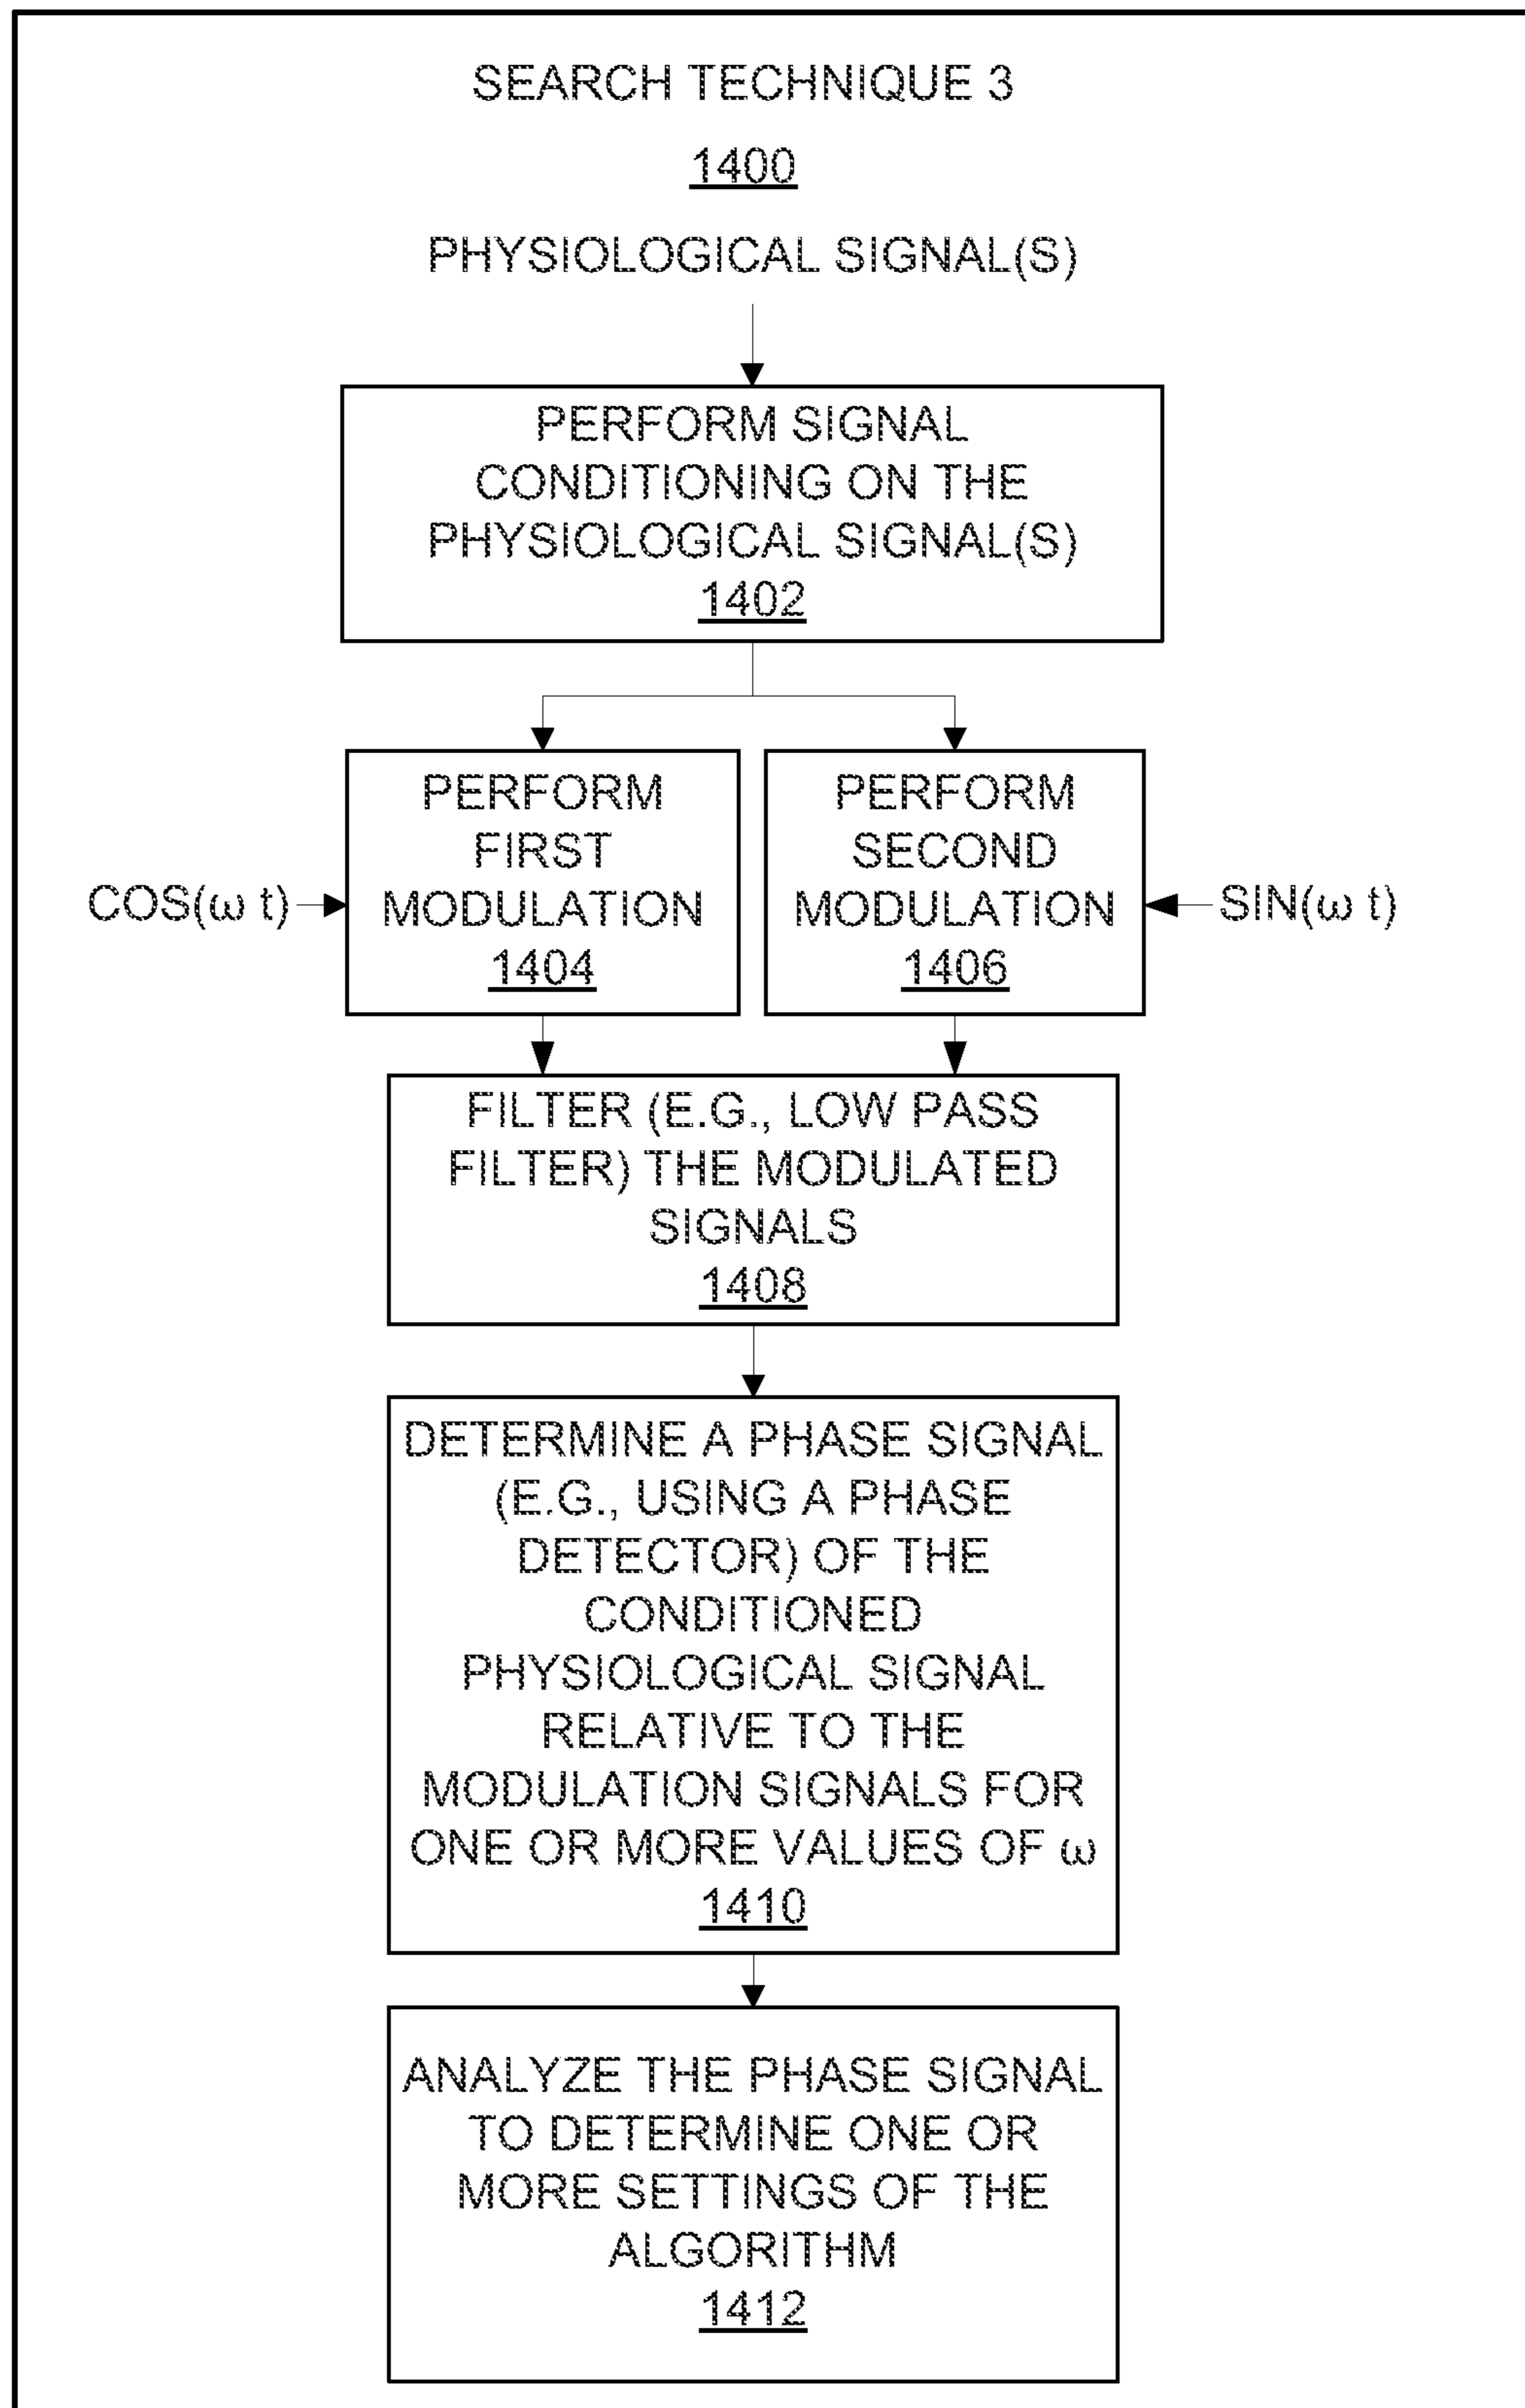 SEARCH TECHNIQUE 3
1400
PHYSIOLOGICAL SIGNAL(S)
PERFORM SIGNAL
CONDITIONING ON THE
PHYSIOLOGICAL SIGNAL(S)
1402
PERFORM
FIRST
MODULATION
1404
COS(ω t)
PERFORM
SECOND
MODULATION
1406
SIN(ω t)
FILTER (E.G., LOW PASS
FILTER) THE MODULATED
SIGNALS
1408
DETERMINE A PHASE SIGNAL
(E.G., USING A PHASE
DETECTOR) OF THE
CONDITIONED
PHYSIOLOGICAL SIGNAL
RELATIVE TO THE
MODULATION SIGNALS FOR
ONE OR MORE VALUES OF ω
1410
ANALYZE THE PHASE SIGNAL
TO DETERMINE ONE OR
MORE SETTINGS OF THE
ALGORITHM
1412